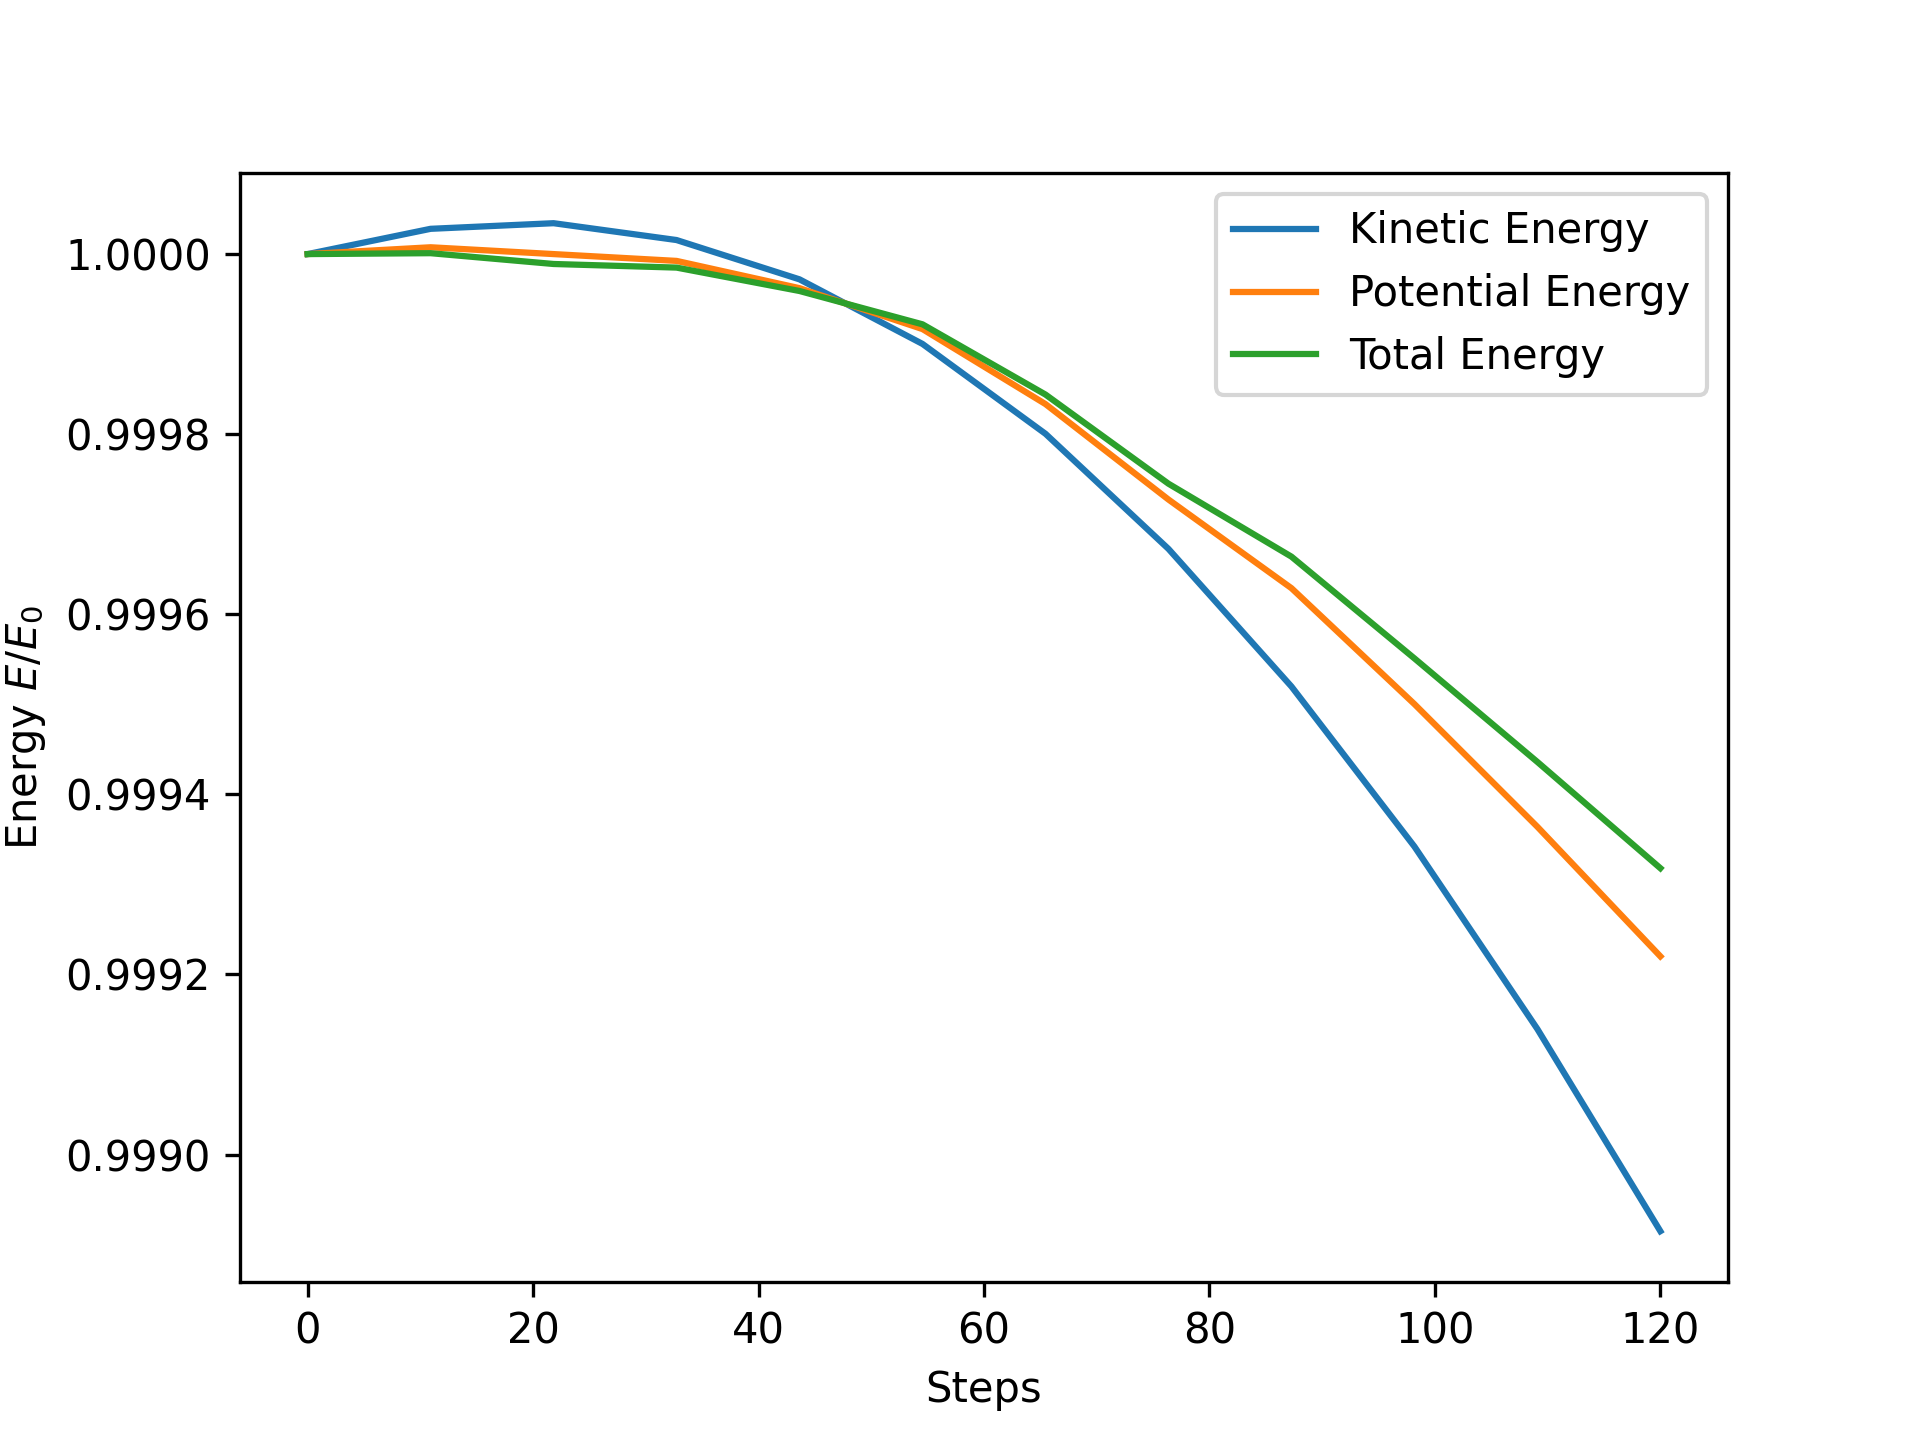 Kinetic Energy
Potential Energy
Total Energy
1.0000
0.9998
0.9996
0.9994
0.9992
0.9990
Energy E/E₀
0 20 40 60 80 100 120
Steps